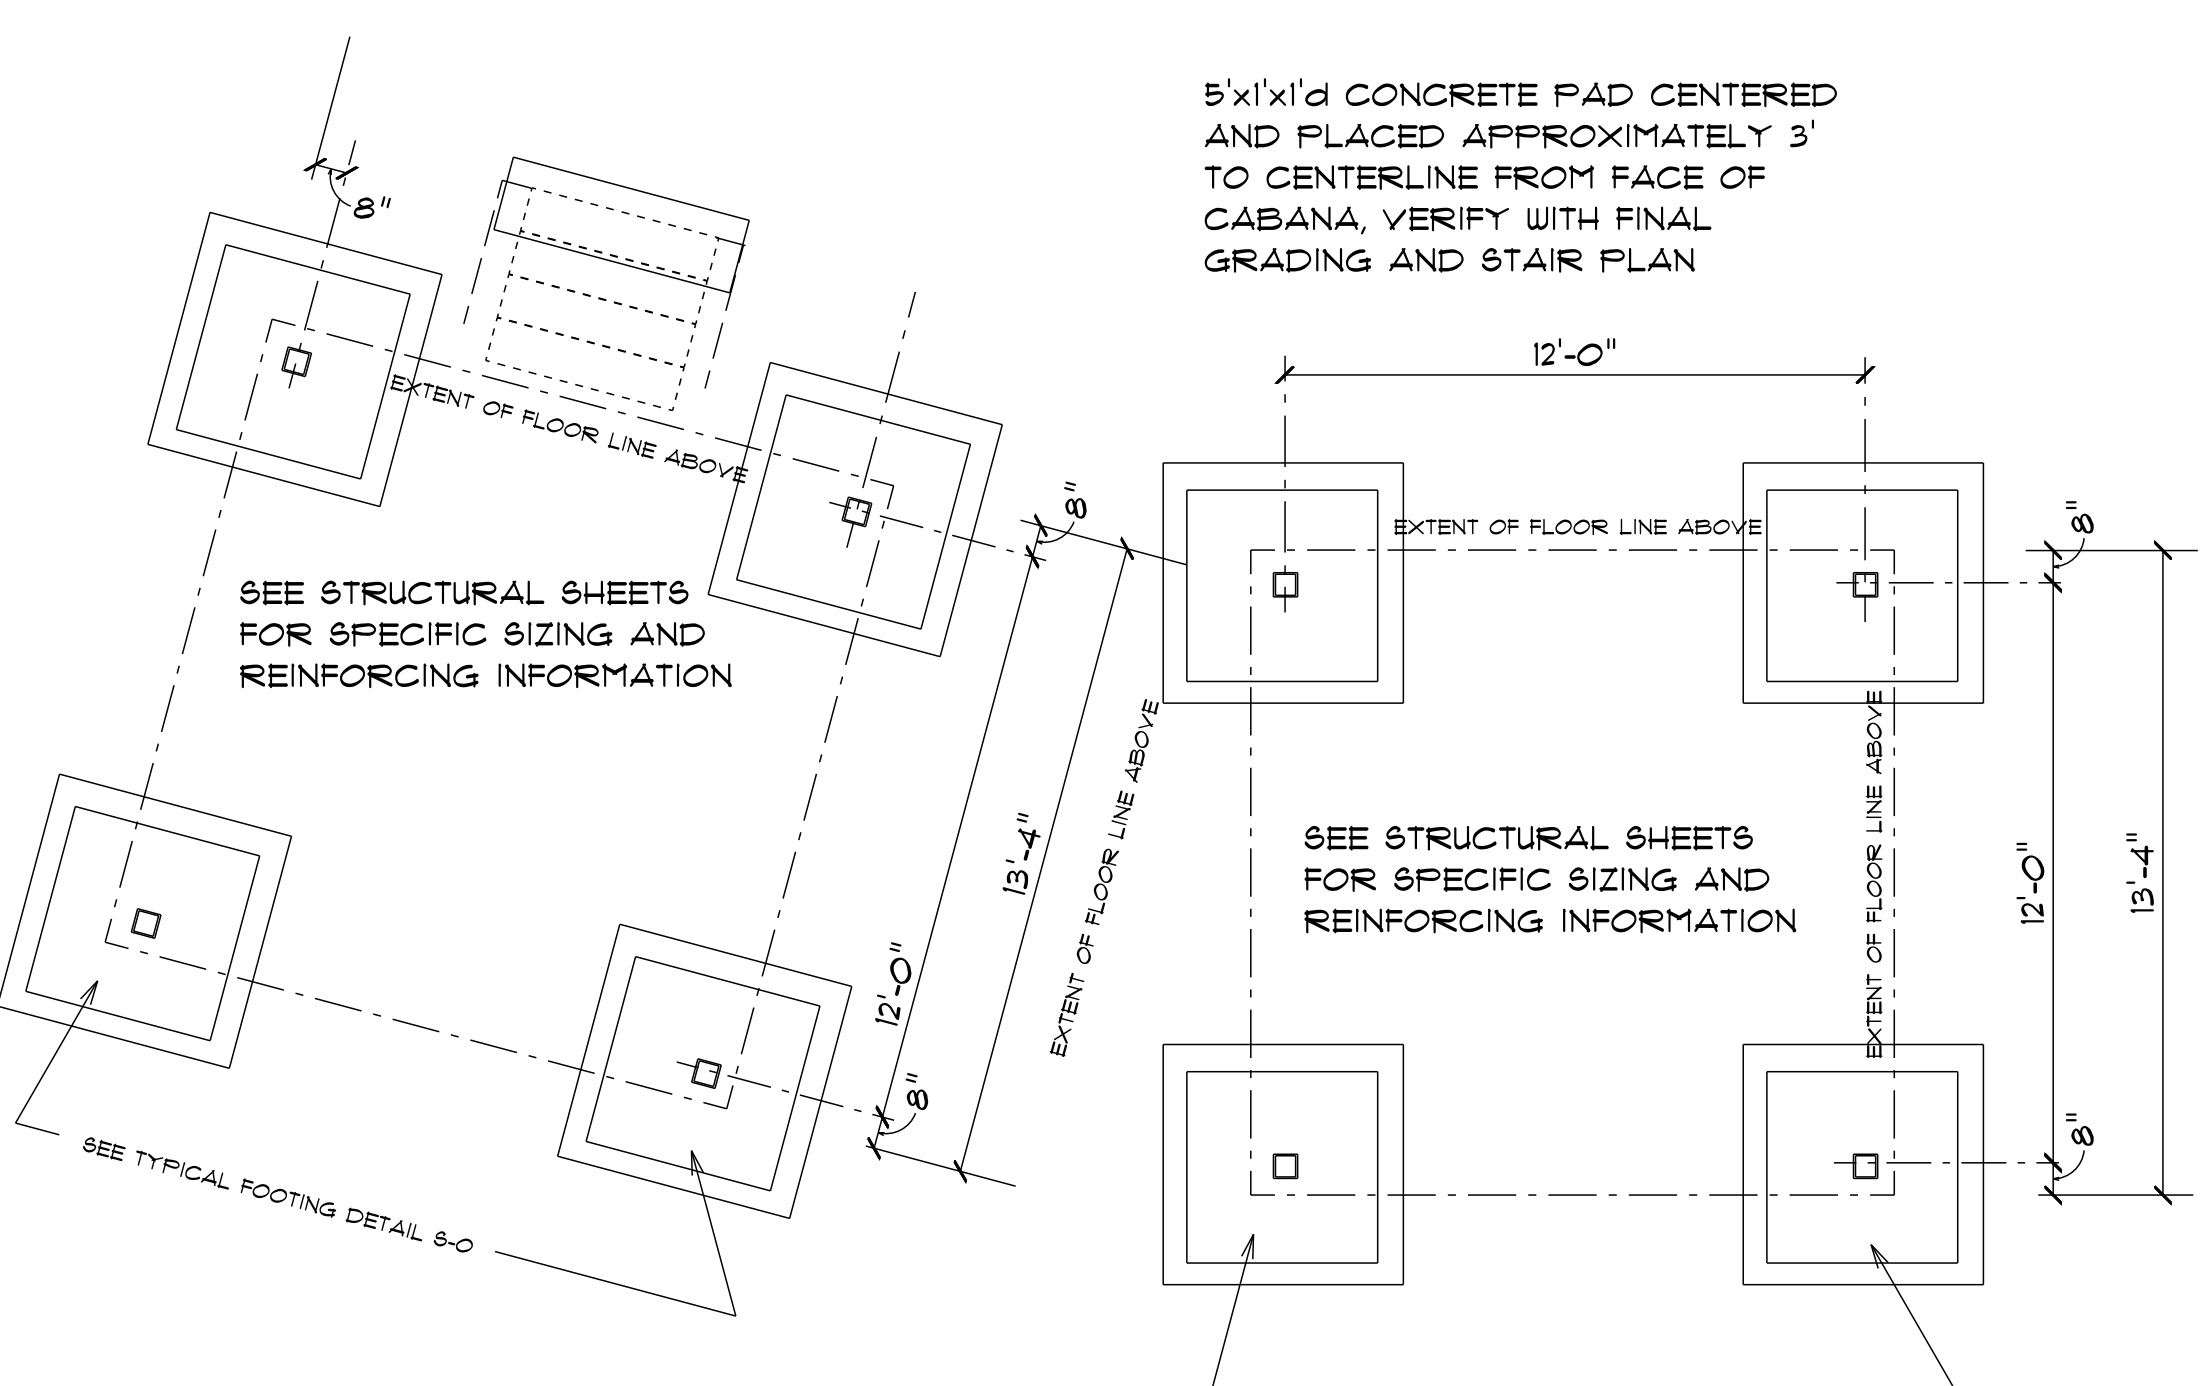 5'x1'x1'd CONCRETE PAD CENTERED
AND PLACED APPROXIMATELY 3'
TO CENTERLINE FROM FACE OF
CABANA, VERIFY WITH FINAL
GRADING AND STAIR PLAN
8"
EXTENT OF FLOOR LINE ABOVE
SEE STRUCTURAL SHEETS
FOR SPECIFIC SIZING AND
REINFORCING INFORMATION
8"
12'-0"
13'-4"
8"
EXTENT OF FLOOR LINE ABOVE
SEE TYPICAL FOOTING DETAIL S-0
12'-0"
EXTENT OF FLOOR LINE ABOVE
8"
EXTENT OF FLOOR LINE ABOVE
SEE STRUCTURAL SHEETS
FOR SPECIFIC SIZING AND
REINFORCING INFORMATION
12'-0"
13'-4"
8"